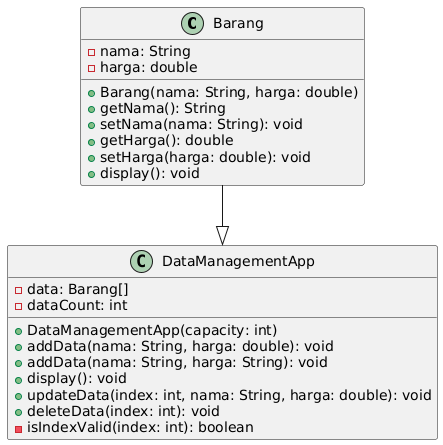 C Barang
nama: String
harga: double
Barang(nama: String, harga: double)
getNama(): String
setNama(nama: String): void
getHarga(): double
setHarga(harga: double): void
display(): void
C DataManagementApp
data: Barang[]
dataCount: int
DataManagementApp(capacity: int)
addData(nama: String, harga: double): void
addData(nama: String, harga: String): void
display(): void
updateData(index: int, nama: String, harga: double): void
deleteData(index: int): void
isIndexValid(index: int): boolean